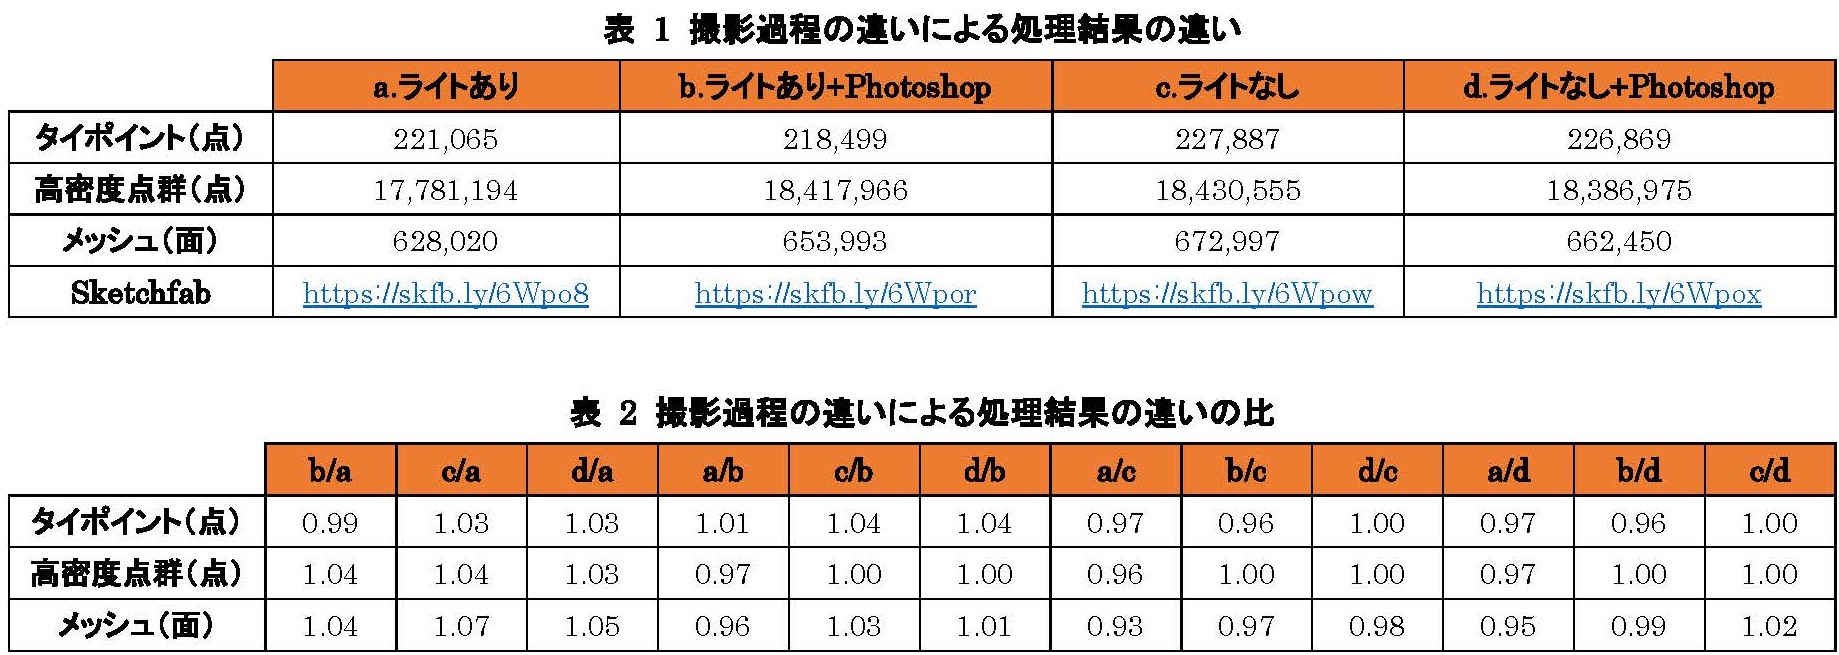 表 1 撮影過程の違いによる処理結果の違い
a.ライトあり b.ライトあり+Photoshop c.ライトなし d.ライトなし+Photoshop
タイポイント(点) 221,065 218,499 227,887 226,869
高密度点群(点) 17,781,194 18,417,966 18,430,555 18,386,975
メッシュ(面) 628,020 653,993 672,997 662,450
Sketchfab https://skfb.ly/6Wpo8 https://skfb.ly/6Wpor https://skfb.ly/6Wpow https://skfb.ly/6Wpox
表 2 撮影過程の違いによる処理結果の違いの比
b/a c/a d/a a/b c/b d/b a/c b/c d/c a/d b/d c/d
タイポイント(点) 0.99 1.03 1.03 1.01 1.04 1.04 0.97 0.96 1.00 0.97 0.96 1.00
高密度点群(点) 1.04 1.04 1.03 0.97 1.00 1.00 0.96 1.00 1.00 0.97 1.00 1.00
メッシュ(面) 1.04 1.07 1.05 0.96 1.03 1.01 0.93 0.97 0.98 0.95 0.99 1.02